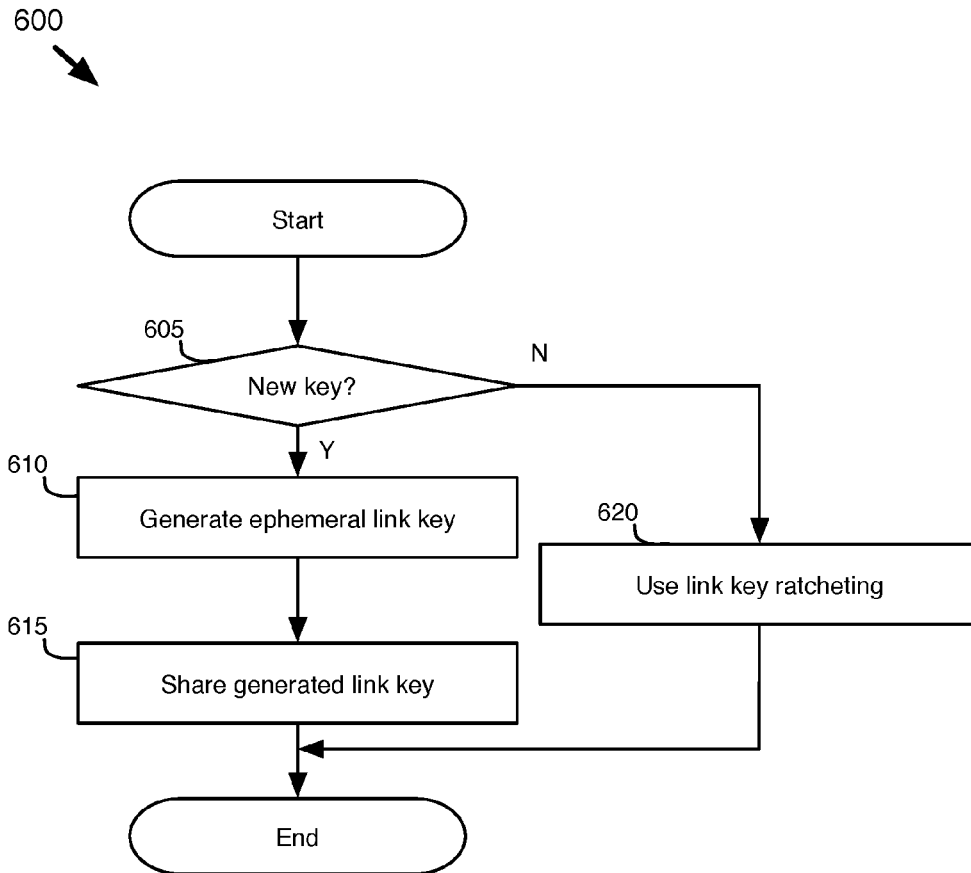 600
Start
605
New key?
N
Y
610
Generate ephemeral link key
620
Use link key ratcheting
615
Share generated link key
End